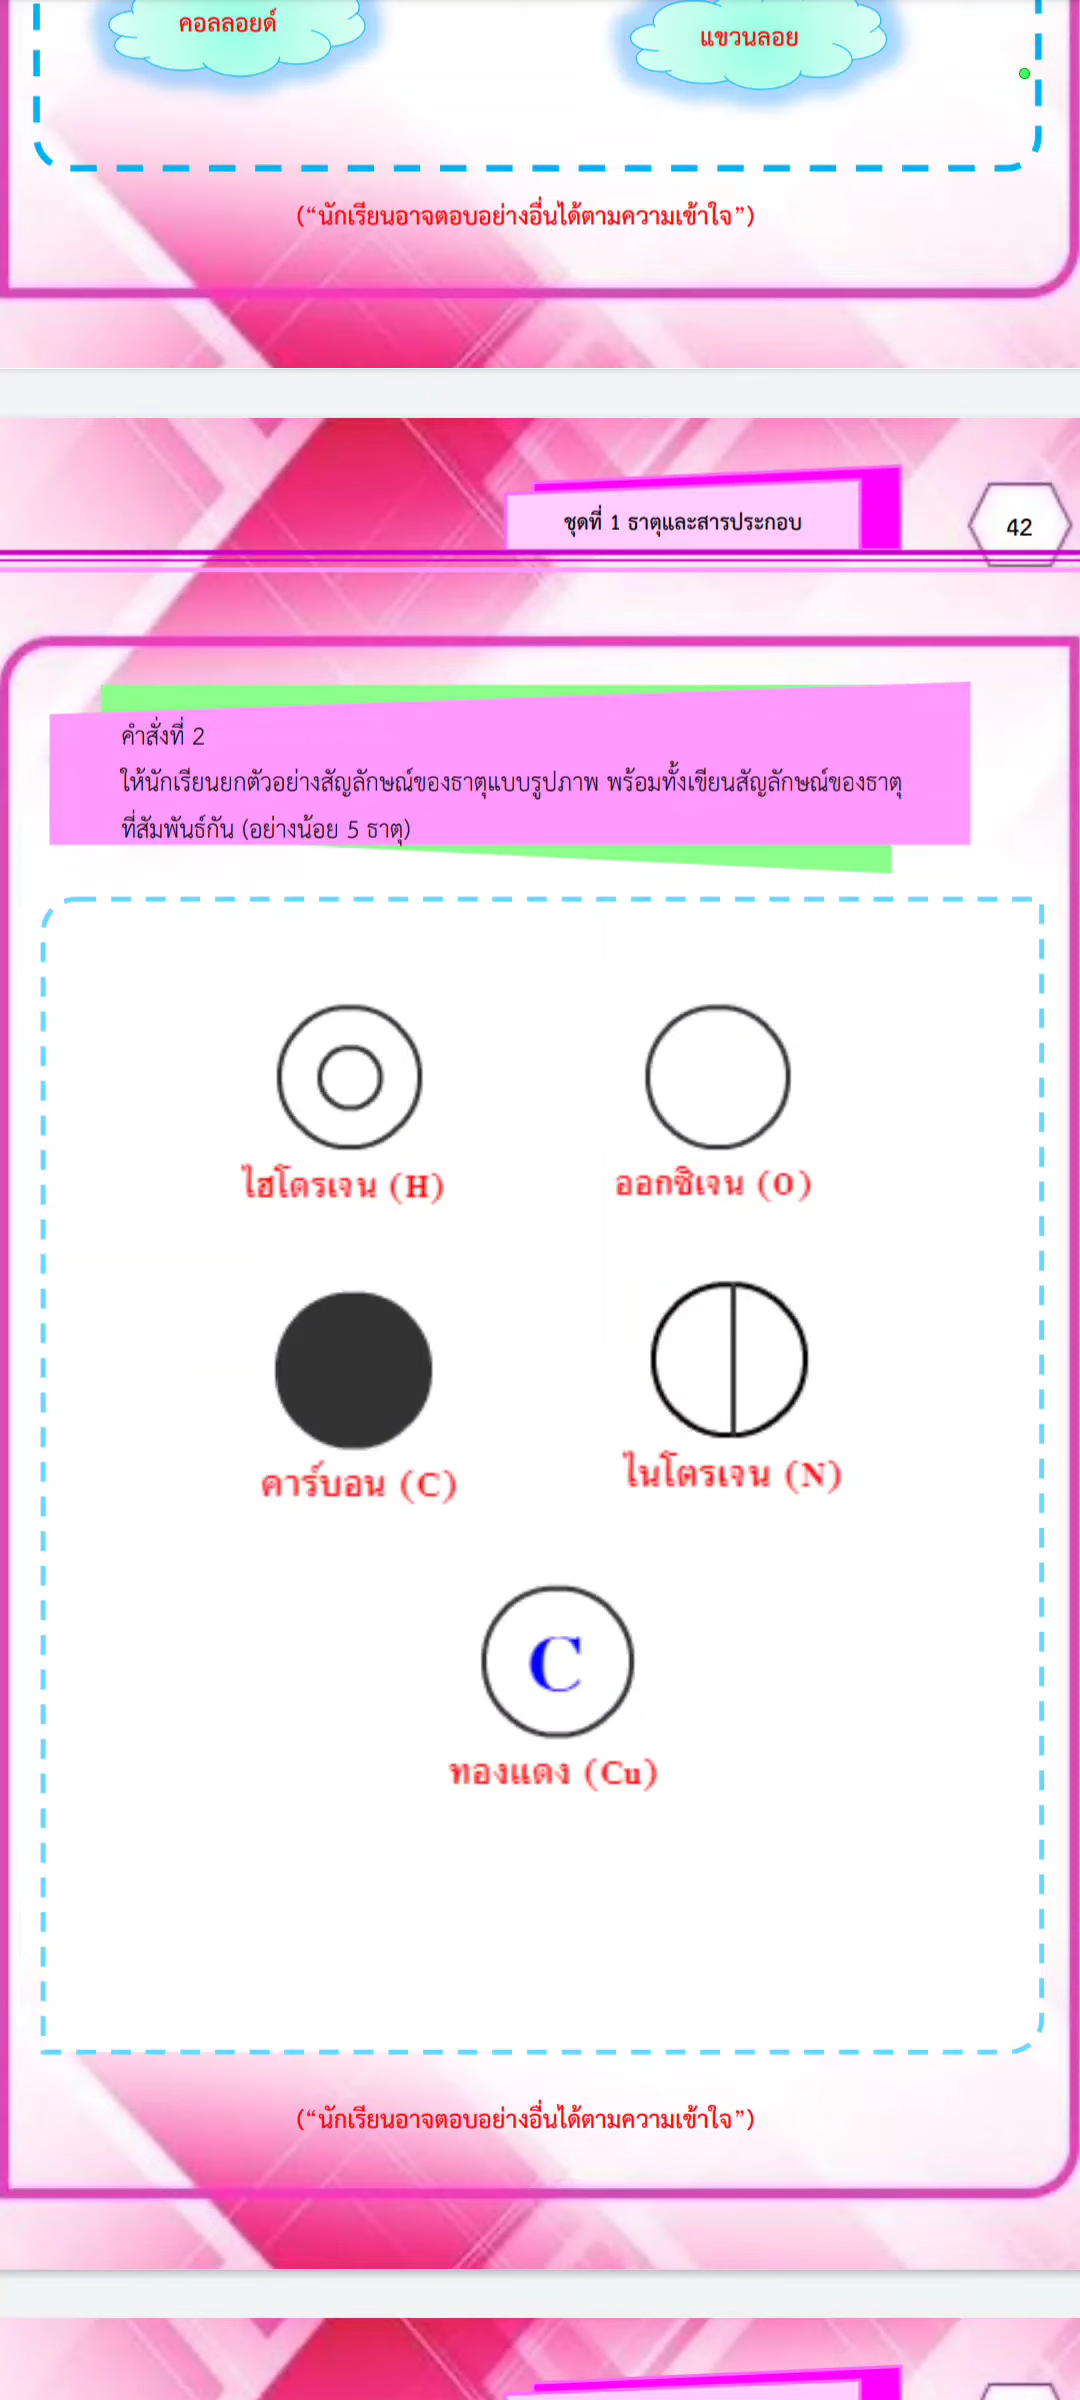 คอลลอยด์
แขวนลอย
(“นักเรียนอาจตอบอย่างอื่นได้ตามความเข้าใจ”)
ชุดที่ 1 ธาตุและสารประกอบ
42
คำสั่งที่ 2
ให้นักเรียนยกตัวอย่างสัญลักษณ์ของธาตุแบบรูปภาพ พร้อมทั้งเขียนสัญลักษณ์ของธาตุ
ที่สัมพันธ์กัน (อย่างน้อย 5 ธาตุ)
ไฮโดรเจน (H)
ออกซิเจน (O)
คาร์บอน (C)
ไนโตรเจน (N)
C
ทองแดง (Cu)
(“นักเรียนอาจตอบอย่างอื่นได้ตามความเข้าใจ”)